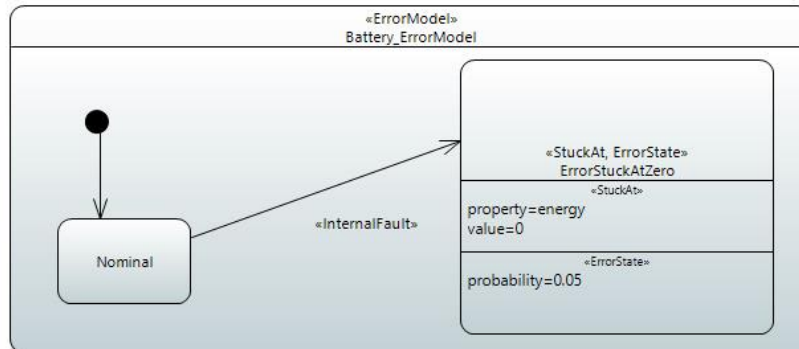 «ErrorModel»
Battery_ErrorModel
«StuckAt, ErrorState»
ErrorStuckAtZero
«StuckAt»
property=energy
value=0
«InternalFault»
Nominal
«ErrorState»
probability=0.05